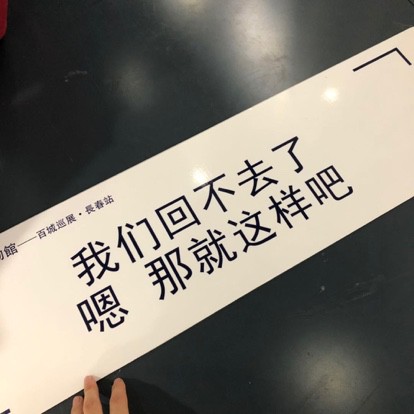 館——百城巡展·長春站
我们回不去了
嗯 那就这样吧